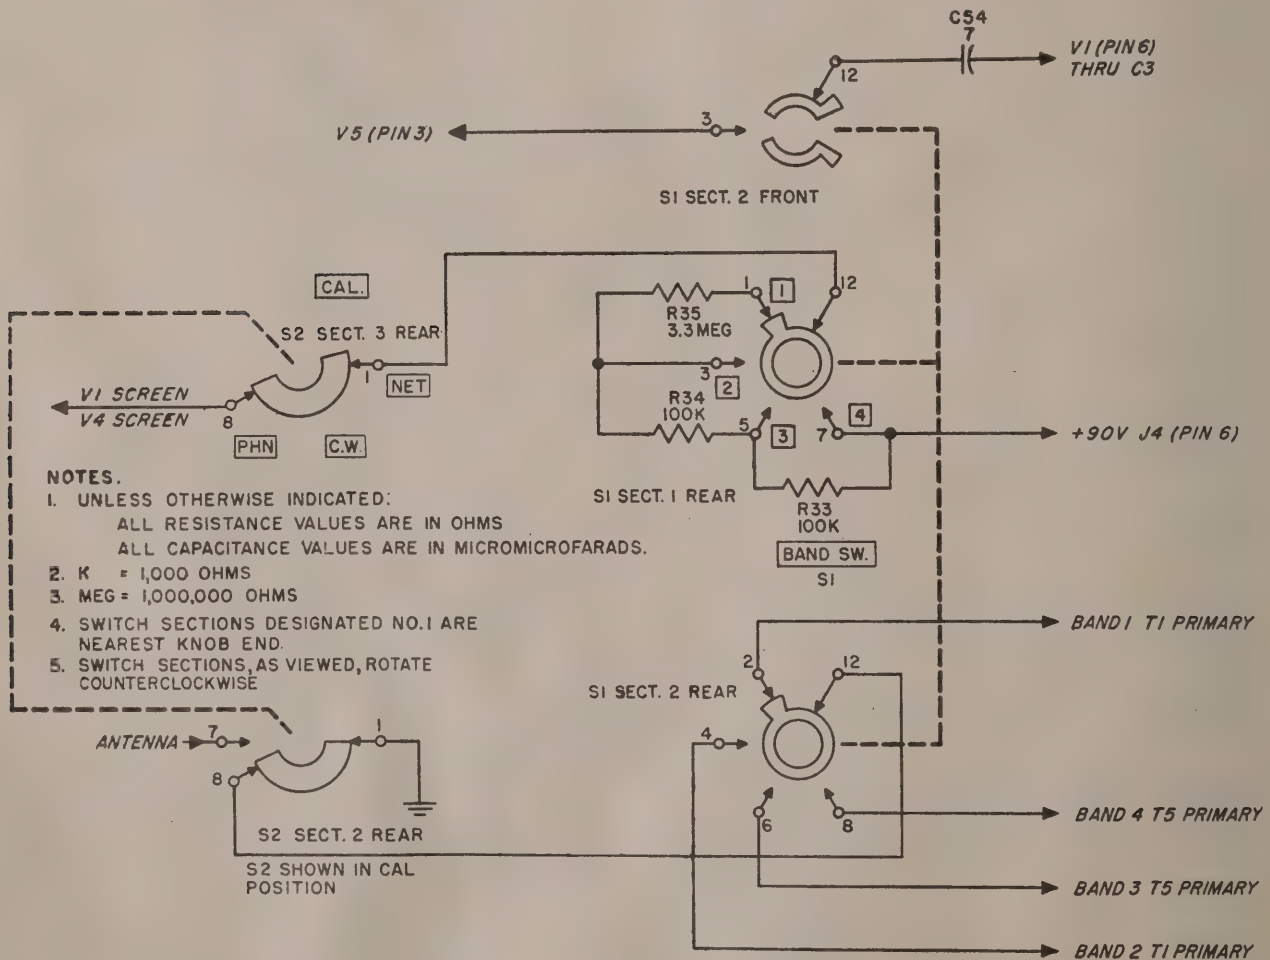 C54
7
V1 (PIN 6)
THRU C3
12
V5 (PIN 3)
3
S1 SECT. 2 FRONT
CAL.
S2 SECT. 3 REAR
1
NET
V1 SCREEN
V4 SCREEN
8
PHN
C.W.
1
1
12
R35
3.3 MEG
3
2
R34
100K
5
3
4
7
+90V J4 (PIN 6)
S1 SECT. 1 REAR
R33
100K
BAND SW.
S1
NOTES.
1. UNLESS OTHERWISE INDICATED:
ALL RESISTANCE VALUES ARE IN OHMS
ALL CAPACITANCE VALUES ARE IN MICROMICROFARADS.
2. K = 1,000 OHMS
3. MEG = 1,000,000 OHMS
4. SWITCH SECTIONS DESIGNATED NO.1 ARE
NEAREST KNOB END.
5. SWITCH SECTIONS, AS VIEWED, ROTATE
COUNTERCLOCKWISE
BAND 1 T1 PRIMARY
2
12
S1 SECT. 2 REAR
ANTENNA
7
1
4
8
6
8
BAND 4 T5 PRIMARY
S2 SECT. 2 REAR
S2 SHOWN IN CAL
POSITION
BAND 3 T5 PRIMARY
BAND 2 T1 PRIMARY